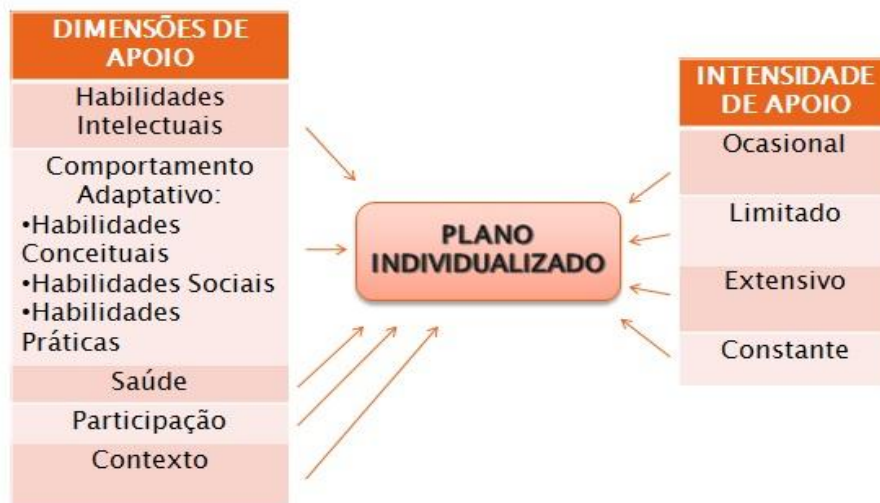 DIMENSÕES DE
APOIO
Habilidades
Intelectuais
Comportamento
Adaptativo:
•Habilidades
Conceituais
•Habilidades Sociais
•Habilidades
Práticas
Saúde
Participação
Contexto
PLANO
INDIVIDUALIZADO
INTENSIDADE
DE APOIO
Ocasional
Limitado
Extensivo
Constante